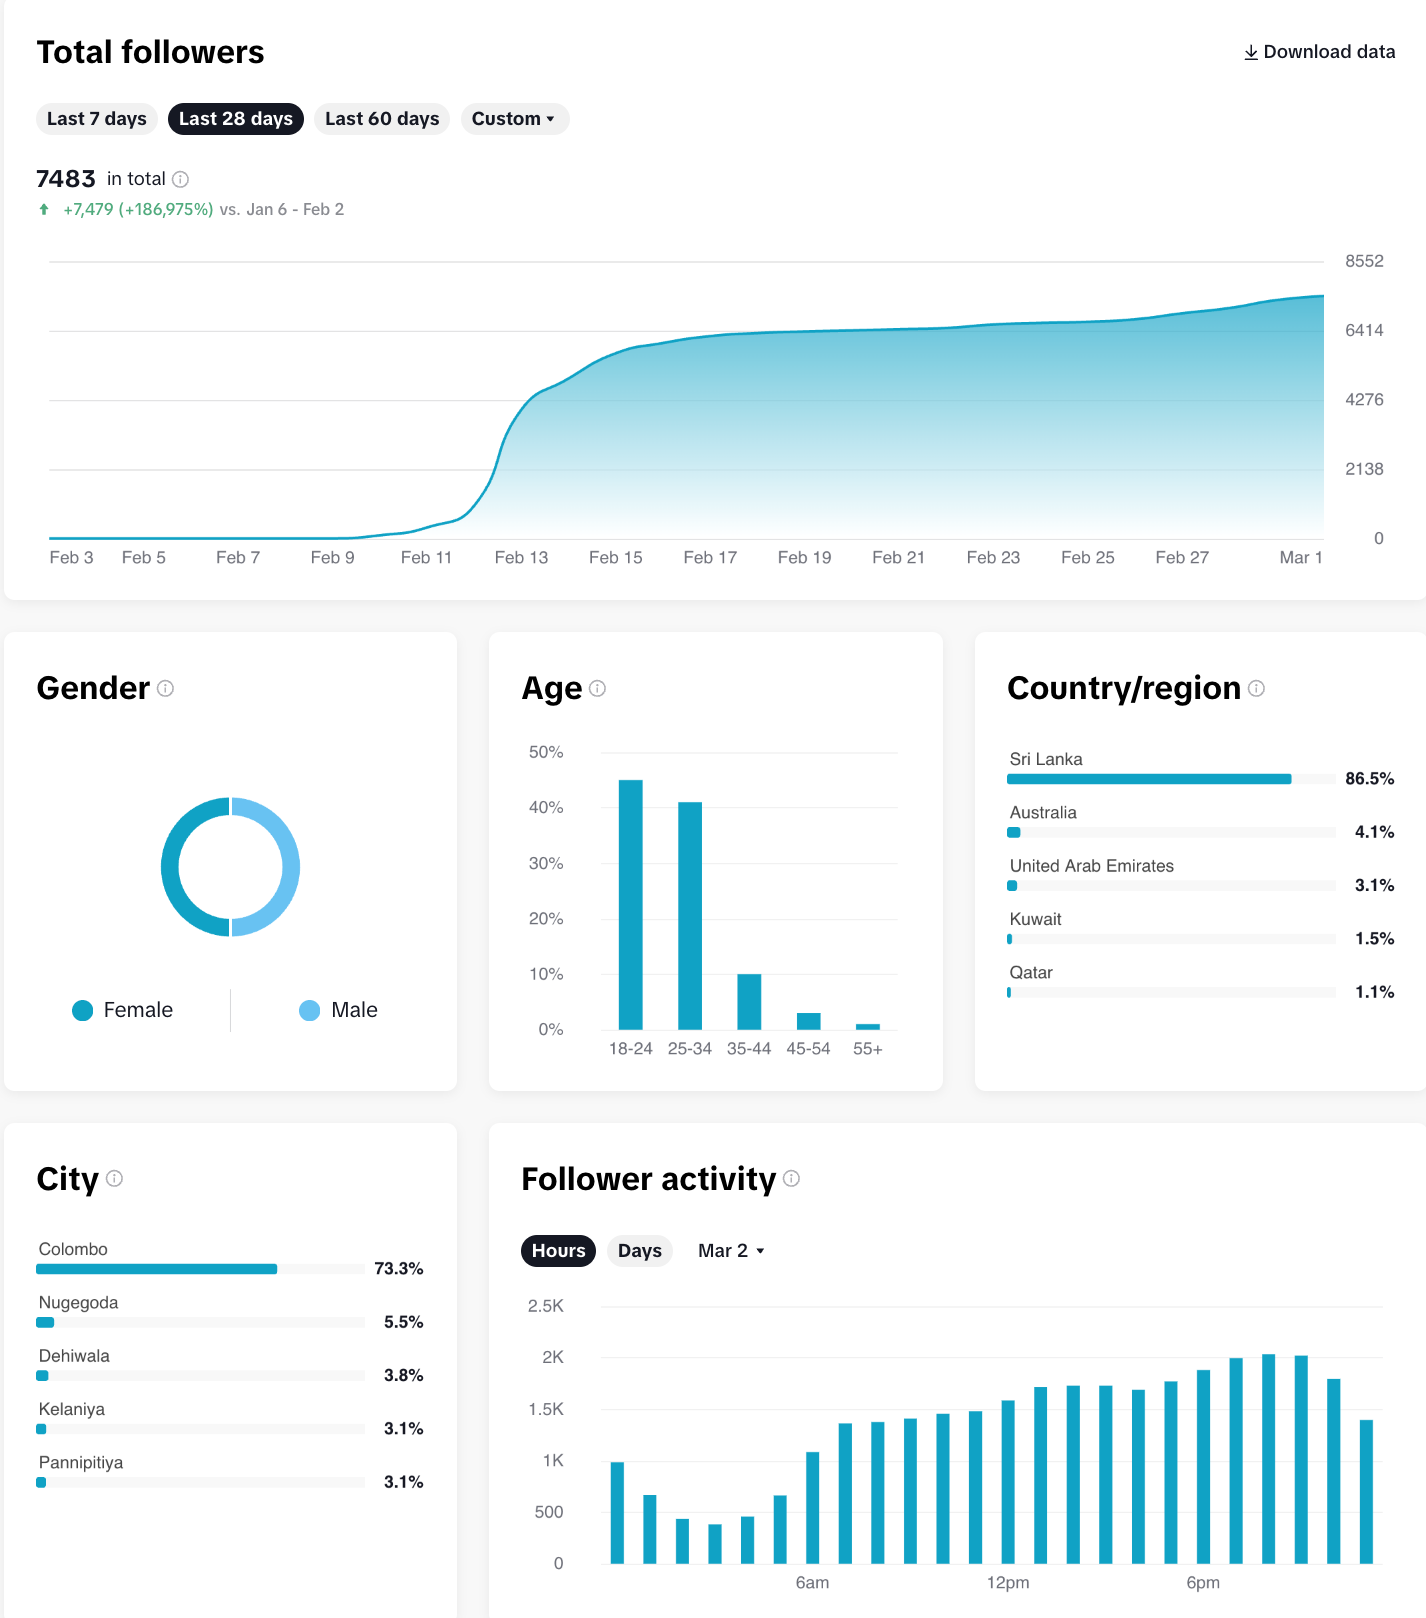 Total followers
Download data
Last 7 days Last 28 days Last 60 days Custom
7483 in total
+7,479 (+186,975%) vs. Jan 6 - Feb 2
8552
6414
4276
2138
0
Feb 3 Feb 5 Feb 7 Feb 9 Feb 11 Feb 13 Feb 15 Feb 17 Feb 19 Feb 21 Feb 23 Feb 25 Feb 27 Mar 1
Gender
Female Male
Age
50%
40%
30%
20%
10%
0%
18-24 25-34 35-44 45-54 55+
Country/region
Sri Lanka
86.5%
Australia
4.1%
United Arab Emirates
3.1%
Kuwait
1.5%
Qatar
1.1%
City
Colombo
73.3%
Nugegoda
5.5%
Dehiwala
3.8%
Kelaniya
3.1%
Pannipitiya
3.1%
Follower activity
Hours Days Mar 2
2.5K
2K
1.5K
1K
500
0
6am 12pm 6pm